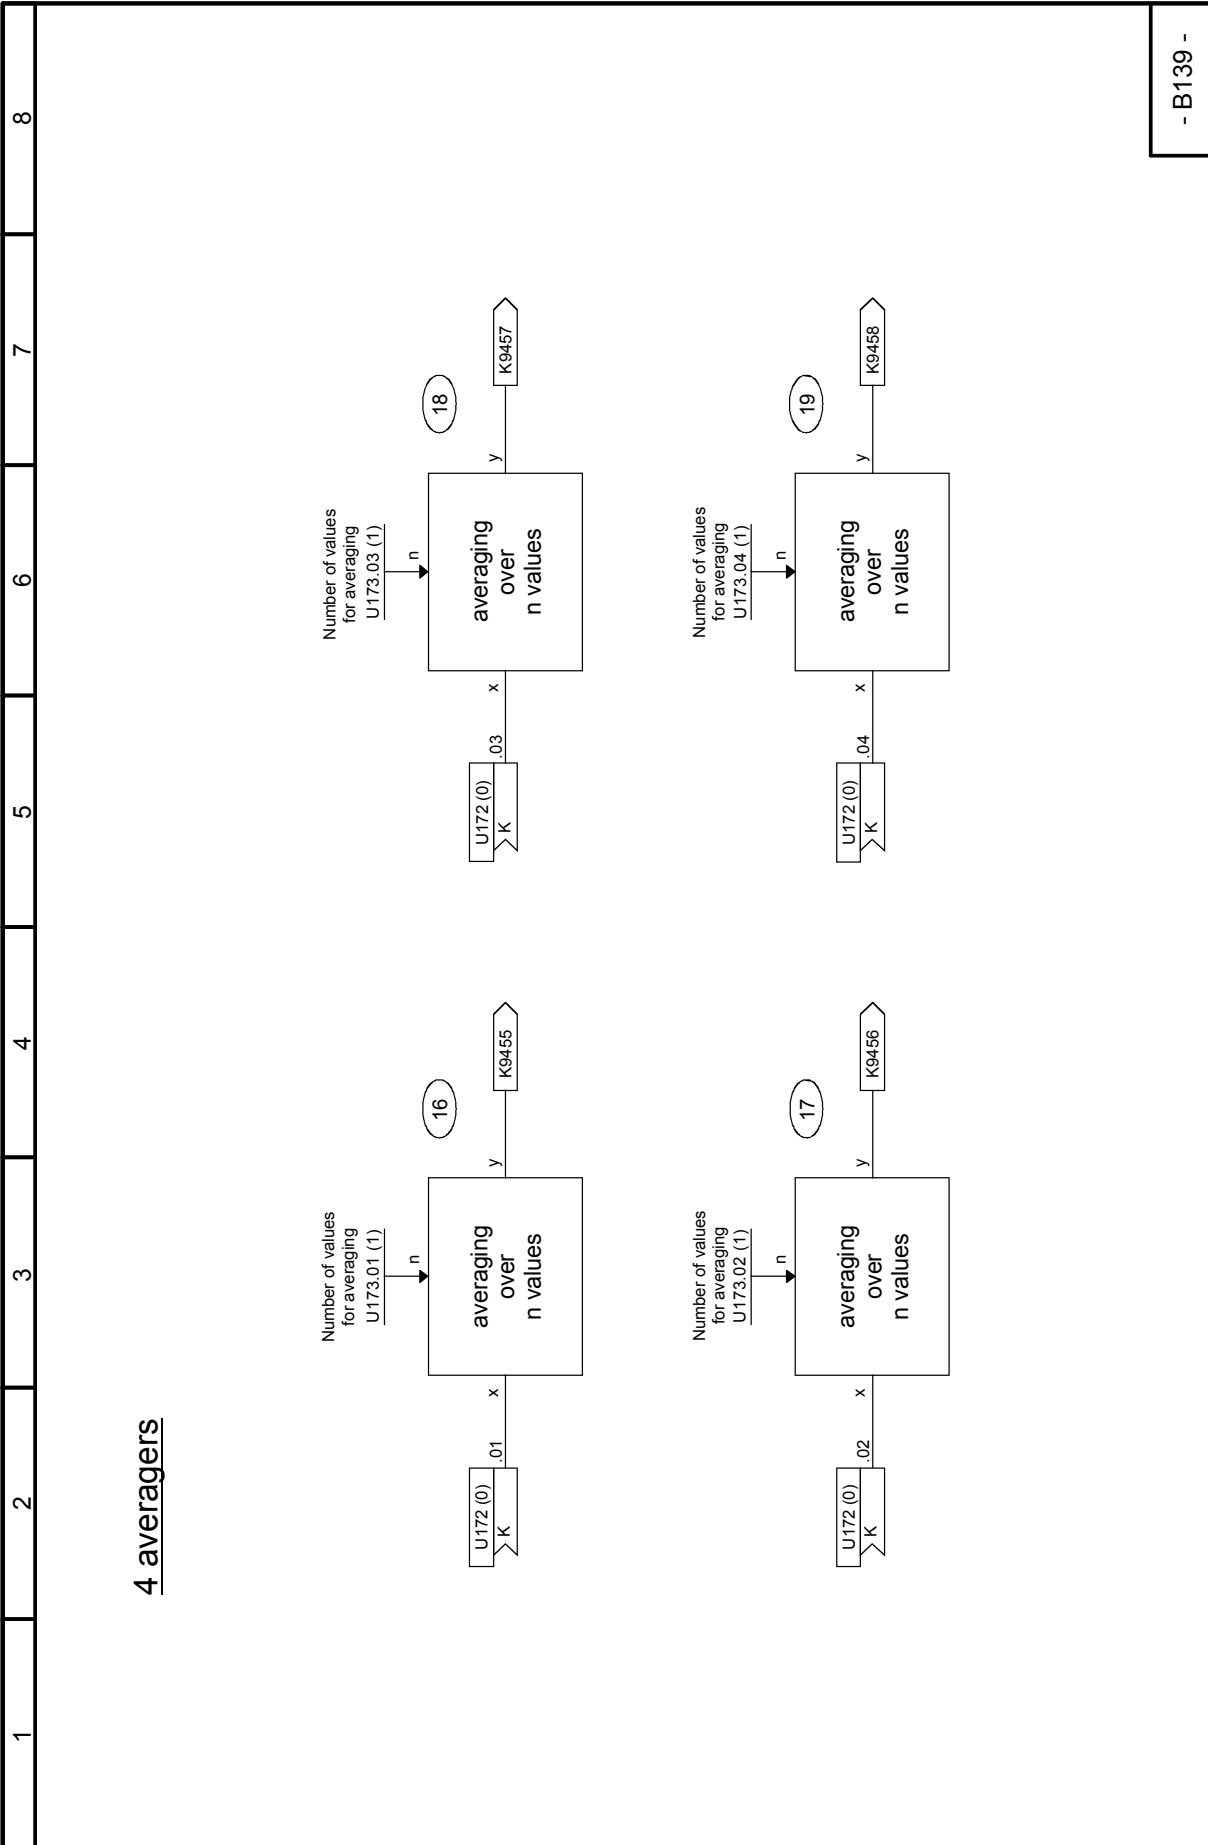 4 averagers
Number of values
for averaging
U173.01 (1)
n
16
U172 (0)
K
.01
x
averaging
over
n values
y
K9455
Number of values
for averaging
U173.03 (1)
n
18
U172 (0)
K
.03
x
averaging
over
n values
y
K9457
Number of values
for averaging
U173.02 (1)
n
17
U172 (0)
K
.02
x
averaging
over
n values
y
K9456
Number of values
for averaging
U173.04 (1)
n
19
U172 (0)
K
.04
x
averaging
over
n values
y
K9458
1
2
3
4
5
6
7
8
- B139 -